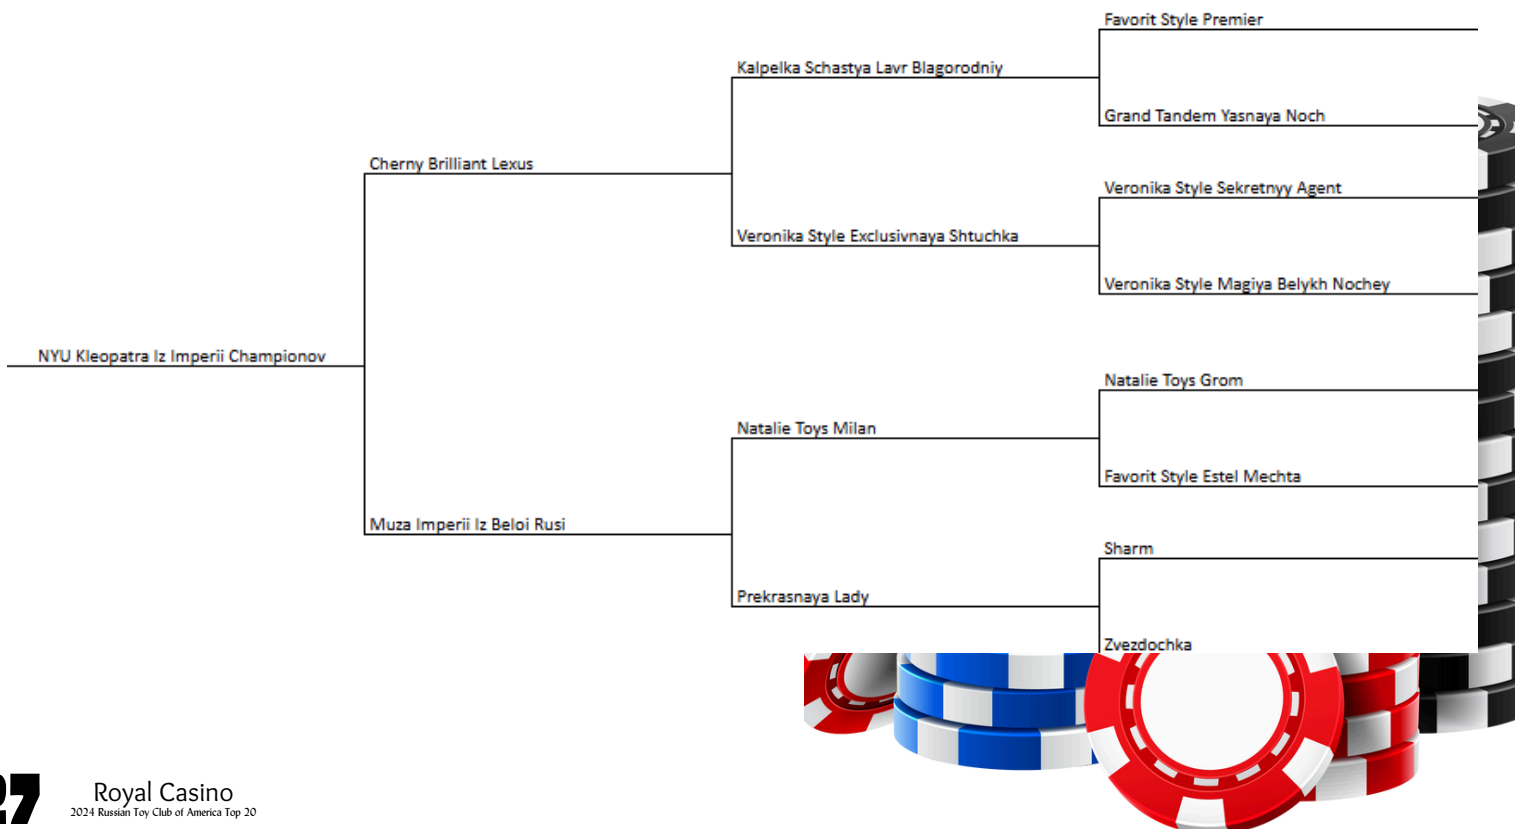 Favorit Style Premier
Kalpelka Schastya Lavr Blagorodniy
Grand Tandem Yasnaya Noch
Cherny Brilliant Lexus
Veronika Style Sekretnyy Agent
Veronika Style Exclusivnaya Shtuchka
Veronika Style Magiya Belykh Nochey
NYU Kleopatra Iz Imperii Championov
Natalie Toys Grom
Natalie Toys Milan
Favorit Style Estel Mechta
Muza Imperii Iz Beloi Rusi
Sharm
Prekrasnaya Lady
Zvezdochka
Royal Casino
2024 Russian Toy Club of America Top 20